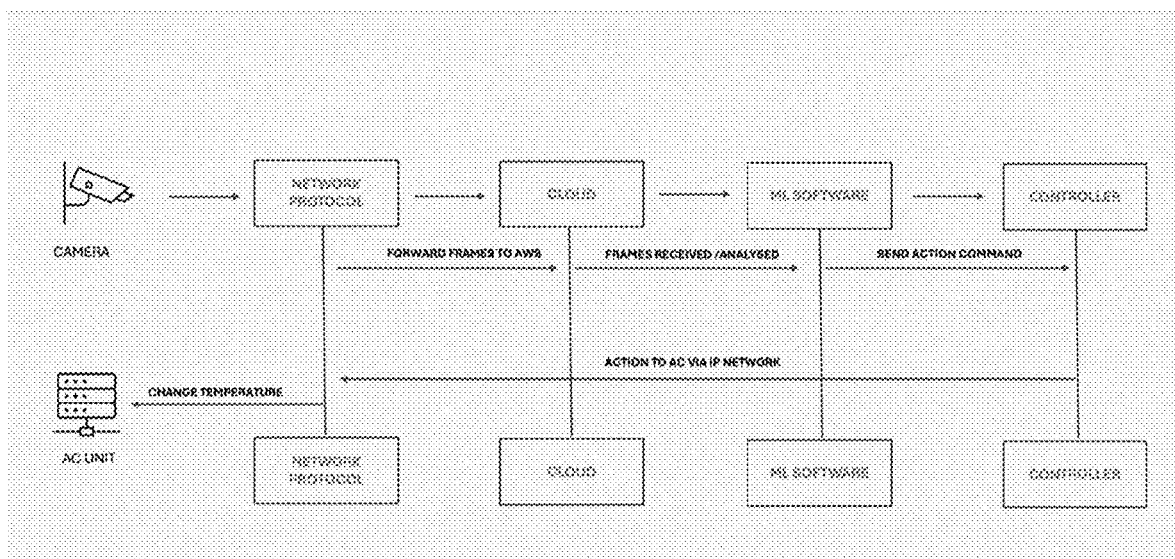 NETWORK
PROTOCOL
CLOUD
ML SOFTWARE
CONTROLLER
CAMERA
FORWARD FRAMES TO AWS
FRAMES RECEIVED /ANALYSED
SEND ACTION COMMAND
ACTION TO AC VIA IP NETWORK
CHANGE TEMPERATURE
AC UNIT
NETWORK
PROTOCOL
CLOUD
ML SOFTWARE
CONTROLLER